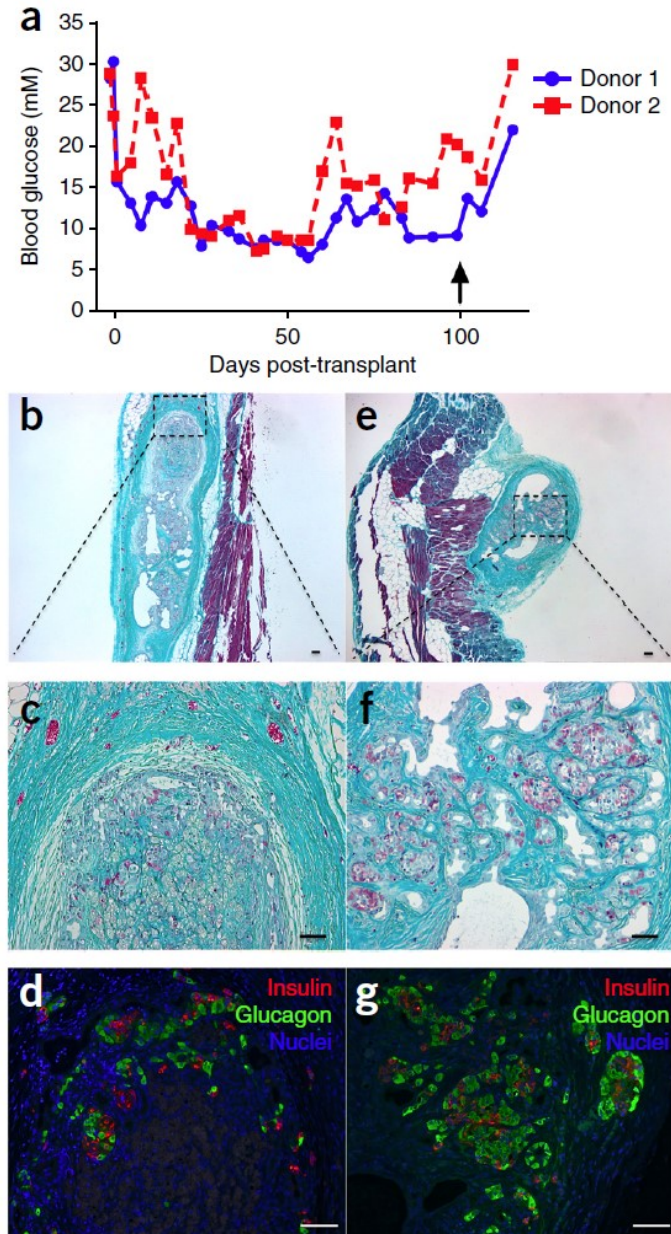 a
35
30
25
20
15
10
5
0
Blood glucose (mM)
0
50
100
Days post-transplant
Donor 1
Donor 2
b
e
c
f
d
Insulin
Glucagon
Nuclei
g
Insulin
Glucagon
Nuclei